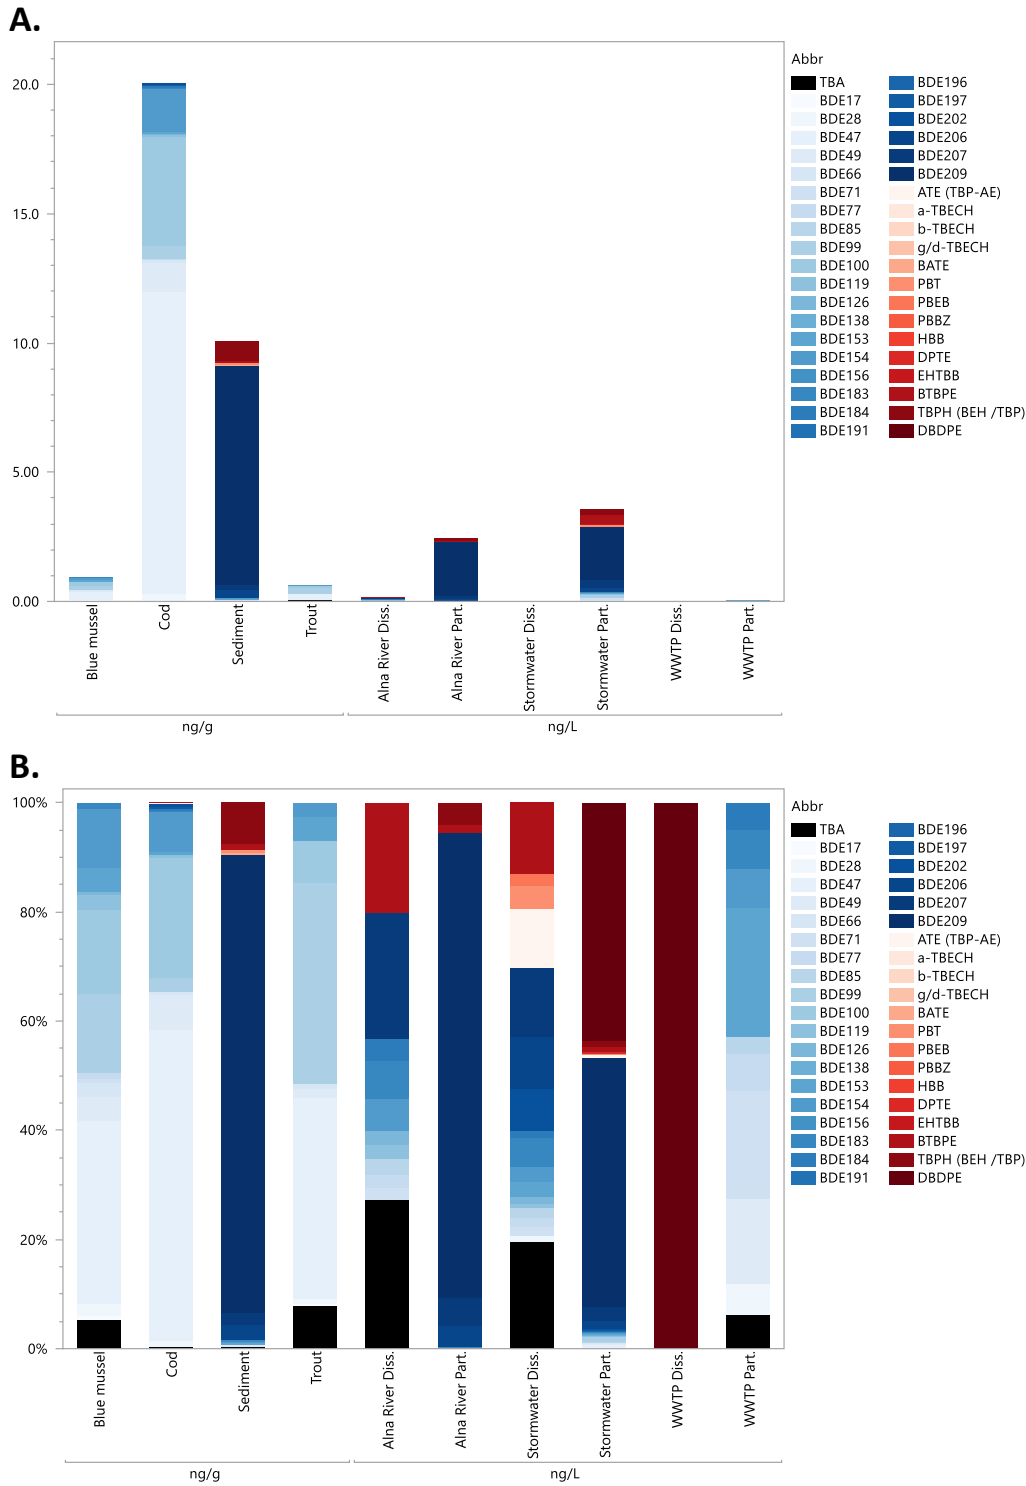 A.
20.0
15.0
10.0
5.00
0.00
Blue mussel
Cod
Sediment
Trout
Alna River Diss.
Alna River Part.
Stormwater Diss.
Stormwater Part.
WWTP Diss.
WWTP Part.
ng/g
ng/L
Abbr
TBA
BDE17
BDE28
BDE47
BDE49
BDE66
BDE71
BDE77
BDE85
BDE99
BDE100
BDE119
BDE126
BDE138
BDE153
BDE154
BDE156
BDE183
BDE184
BDE191
BDE196
BDE197
BDE202
BDE206
BDE207
BDE209
ATE (TBP-AE)
a-TBECH
b-TBECH
g/d-TBECH
BATE
PBT
PBEB
PBBZ
HBB
DPTE
EHTBB
BTBPE
TBPH (BEH /TBP)
DBDPE
B.
100%
80%
60%
40%
20%
0%
Blue mussel
Cod
Sediment
Trout
Alna River Diss.
Alna River Part.
Stormwater Diss.
Stormwater Part.
WWTP Diss.
WWTP Part.
ng/g
ng/L
Abbr
TBA
BDE17
BDE28
BDE47
BDE49
BDE66
BDE71
BDE77
BDE85
BDE99
BDE100
BDE119
BDE126
BDE138
BDE153
BDE154
BDE156
BDE183
BDE184
BDE191
BDE196
BDE197
BDE202
BDE206
BDE207
BDE209
ATE (TBP-AE)
a-TBECH
b-TBECH
g/d-TBECH
BATE
PBT
PBEB
PBBZ
HBB
DPTE
EHTBB
BTBPE
TBPH (BEH /TBP)
DBDPE